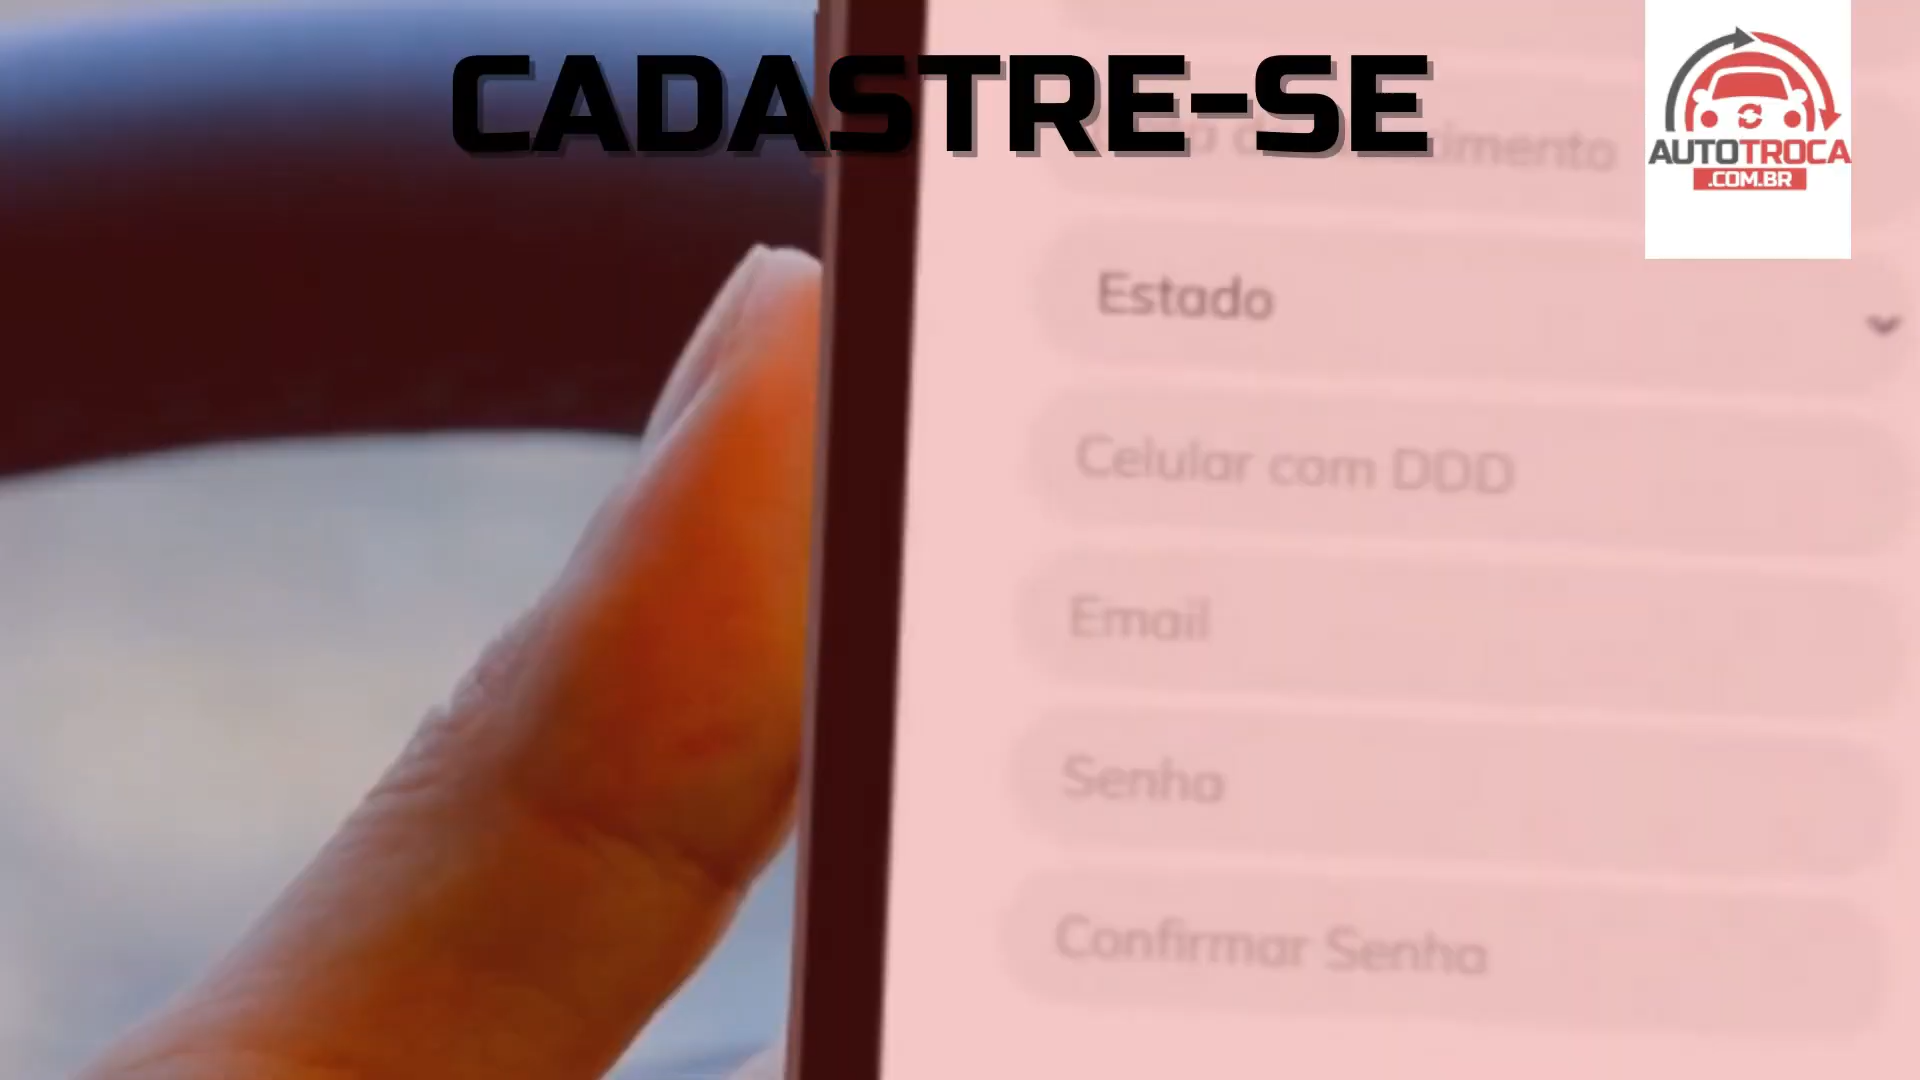 CADASTRE-SE
AUTOTROCA
.COM.BR
Estado
Celular com DDD
Email
Senha
Confirmar Senha